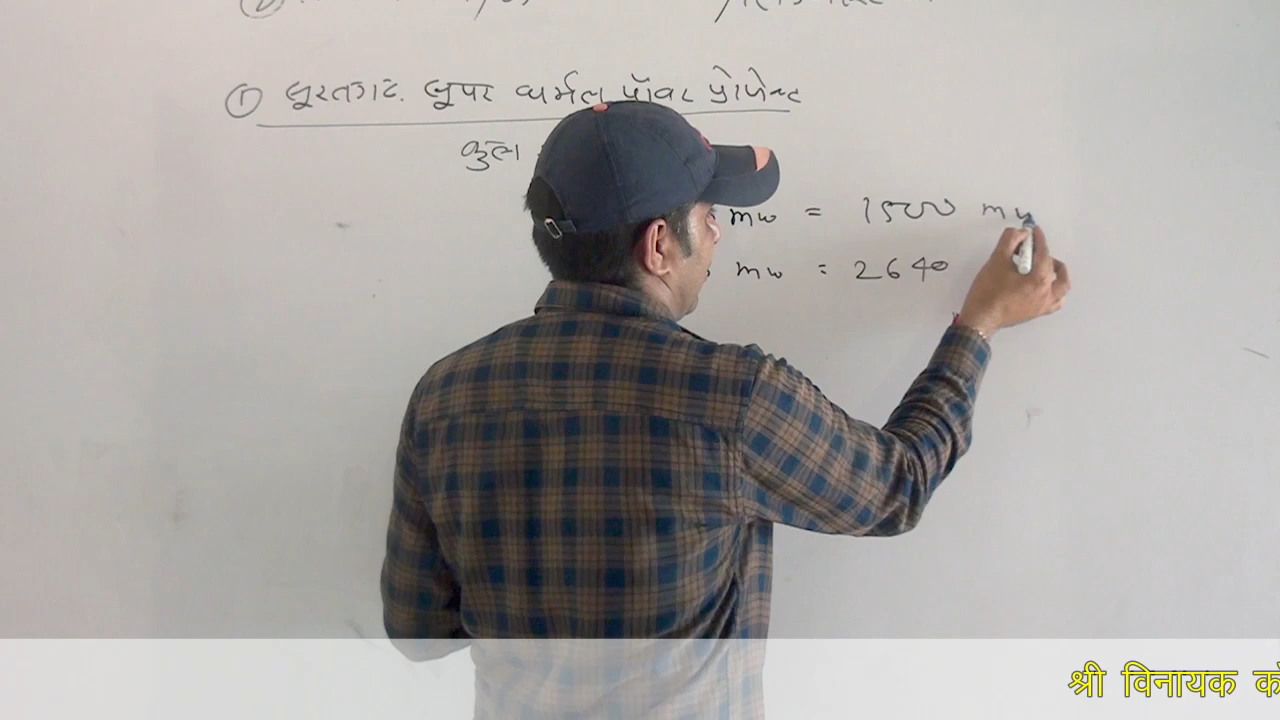 ① सूरतगढ़ सूपर थर्मल पॉवर प्रोजेक्ट
कुल
mw = 1500 mw
mw = 2640
श्री विनायक